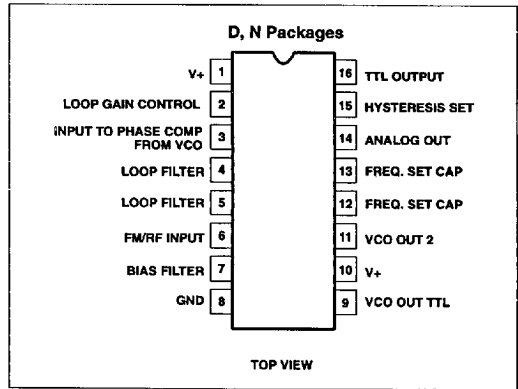 D, N Packages
V+ 1
16 TTL OUTPUT
LOOP GAIN CONTROL 2
15 HYSTERESIS SET
INPUT TO PHASE COMP
FROM VCO 3
14 ANALOG OUT
LOOP FILTER 4
13 FREQ. SET CAP
LOOP FILTER 5
12 FREQ. SET CAP
FM/RF INPUT 6
11 VCO OUT 2
BIAS FILTER 7
10 V+
GND 8
9 VCO OUT TTL
TOP VIEW